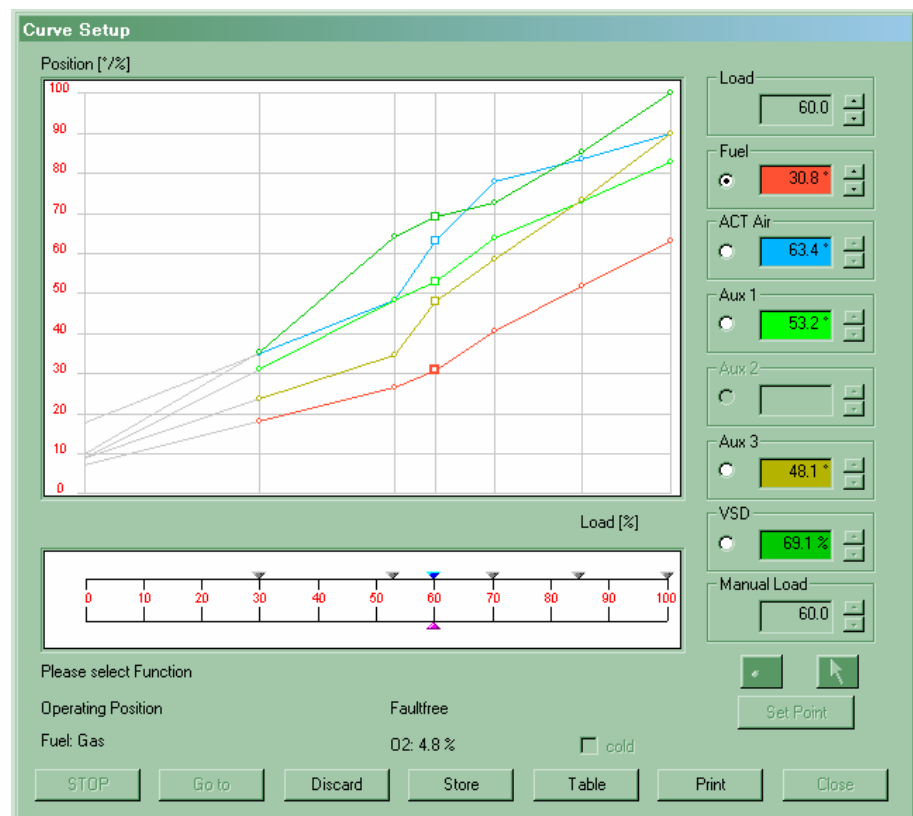 Curve Setup
Position [°/%]
100
90
80
70
60
50
40
30
20
10
0
Load [%]
0 10 20 30 40 50 60 70 80 90 100
Please select Function
Operating Position Faultfree
Fuel: Gas O2: 4.8 % cold
STOP Go to Discard Store Table Print Close
Load
60.0
Fuel
30.8 °
ACT Air
63.4 °
Aux 1
53.2 °
Aux 2
Aux 3
48.1 °
VSD
69.1 %
Manual Load
60.0
Set Point